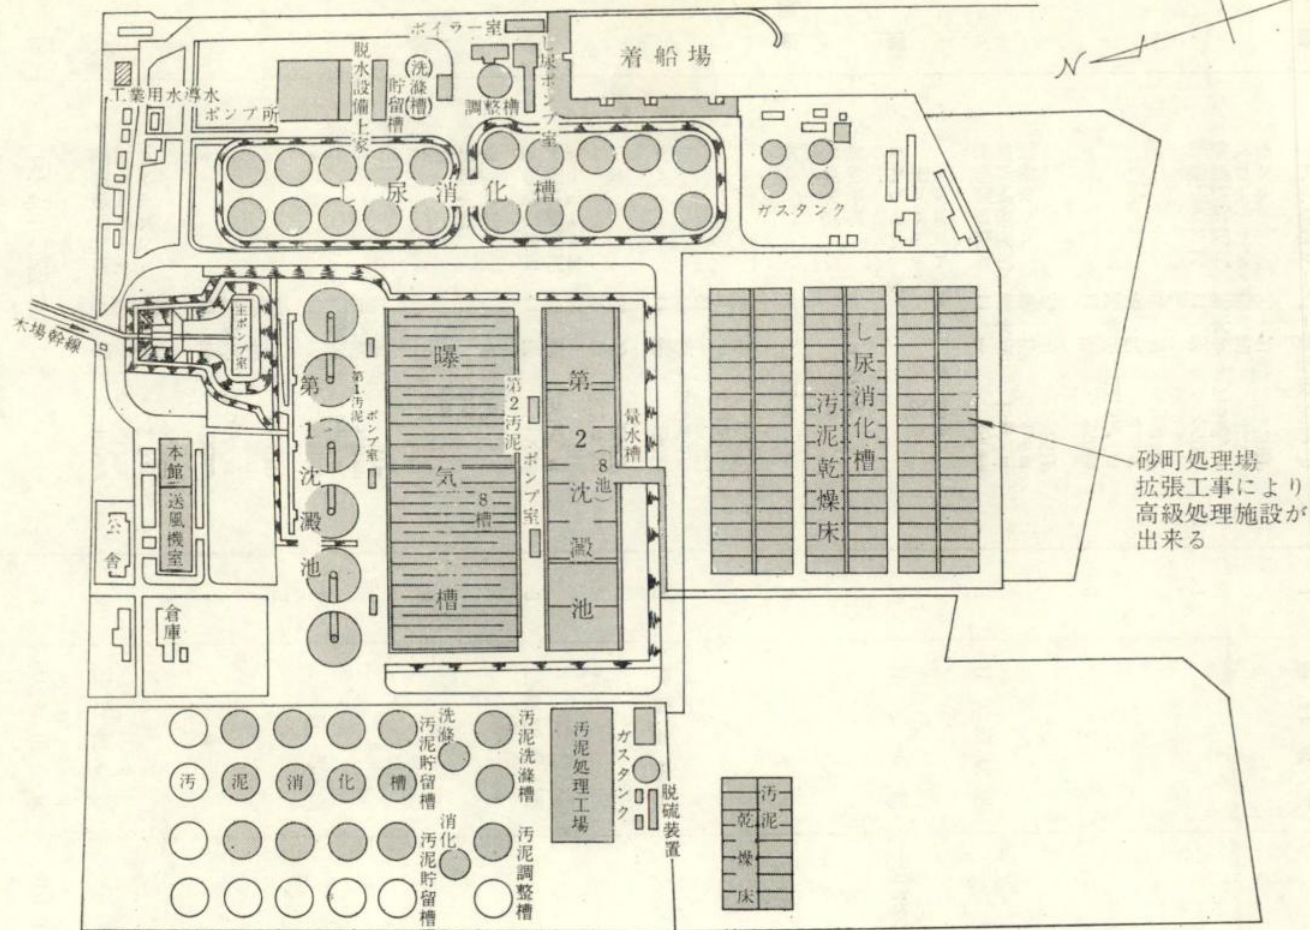 ボイラー室
し尿ポンプ室
着船場
N
脱水設備上家
貯留槽
(洗滌槽)
調整槽
工業用水導水
ポンプ所
し尿消化槽
ガスタンク
木場幹線
主ポンプ室
第1沈澱池
第1汚泥
ポンプ室
曝気槽
8槽
第2汚泥
ポンプ室
第2沈澱池
(8池)
量水槽
し尿消化槽
汚泥乾燥床
砂町処理場
拡張工事により
高級処理施設が
出来る
本館
送風機室
公舎
倉庫
汚泥消化槽
洗滌
汚泥貯留槽
汚泥洗滌槽
消化
汚泥貯留槽
汚泥調整槽
汚泥処理工場
ガスタンク
脱硫装置
汚泥
乾燥床